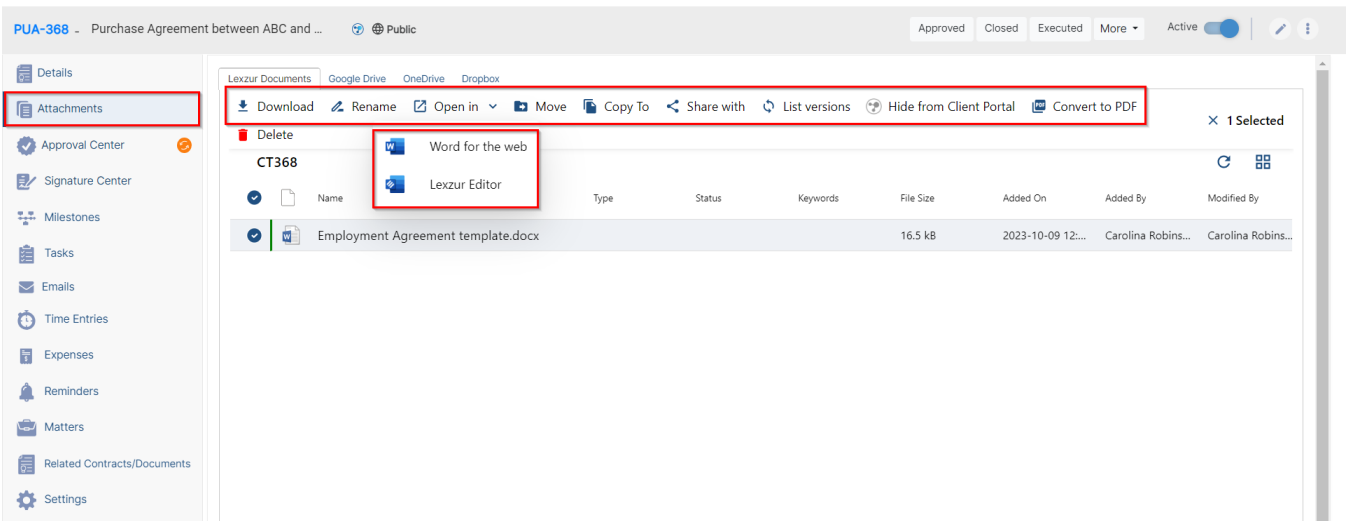 PUA-368 - Purchase Agreement between ABC and ... Public Approved Closed Executed More Active
Details
Attachments
Approval Center
Signature Center
Milestones
Tasks
Emails
Time Entries
Expenses
Reminders
Matters
Related Contracts/Documents
Settings
Lexzur Documents Google Drive OneDrive Dropbox
Download Rename Open in Move Copy To Share with List versions Hide from Client Portal Convert to PDF
1 Selected
Delete
Word for the web
Lexzur Editor
CT368
Name Type Status Keywords File Size Added On Added By Modified By
Employment Agreement template.docx 16.5 kB 2023-10-09 12:... Carolina Robins... Carolina Robins...